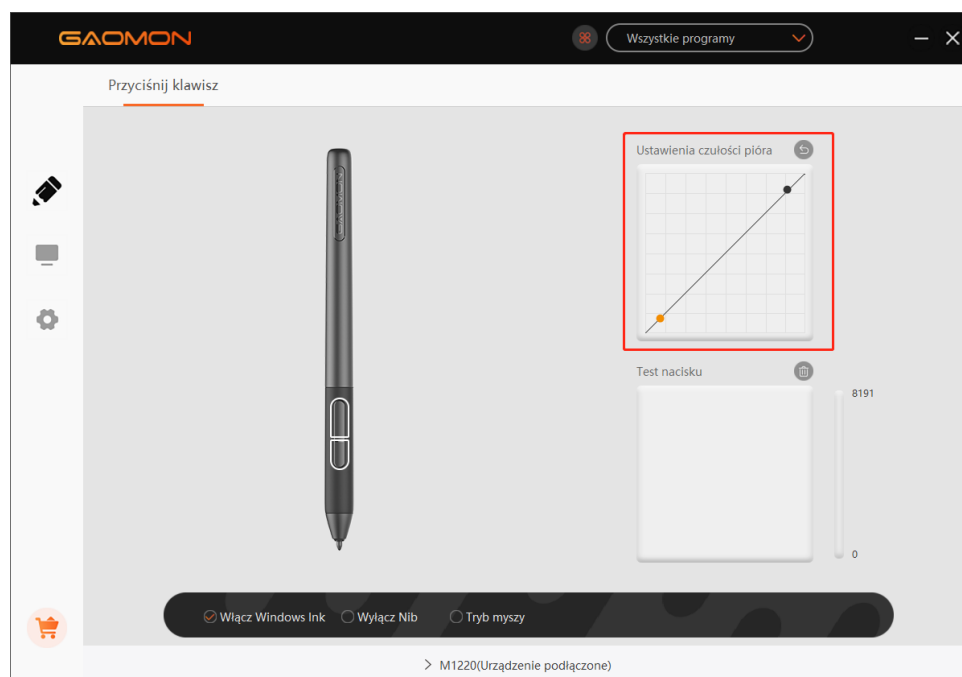 GAOMON
Wszystkie programy
Przyciśnij klawisz
Ustawienia czułości pióra
GAOMON
Test nacisku
8191
0
Włącz Windows Ink
Wyłącz Nib
Tryb myszy
M1220(Urządzenie podłączone)